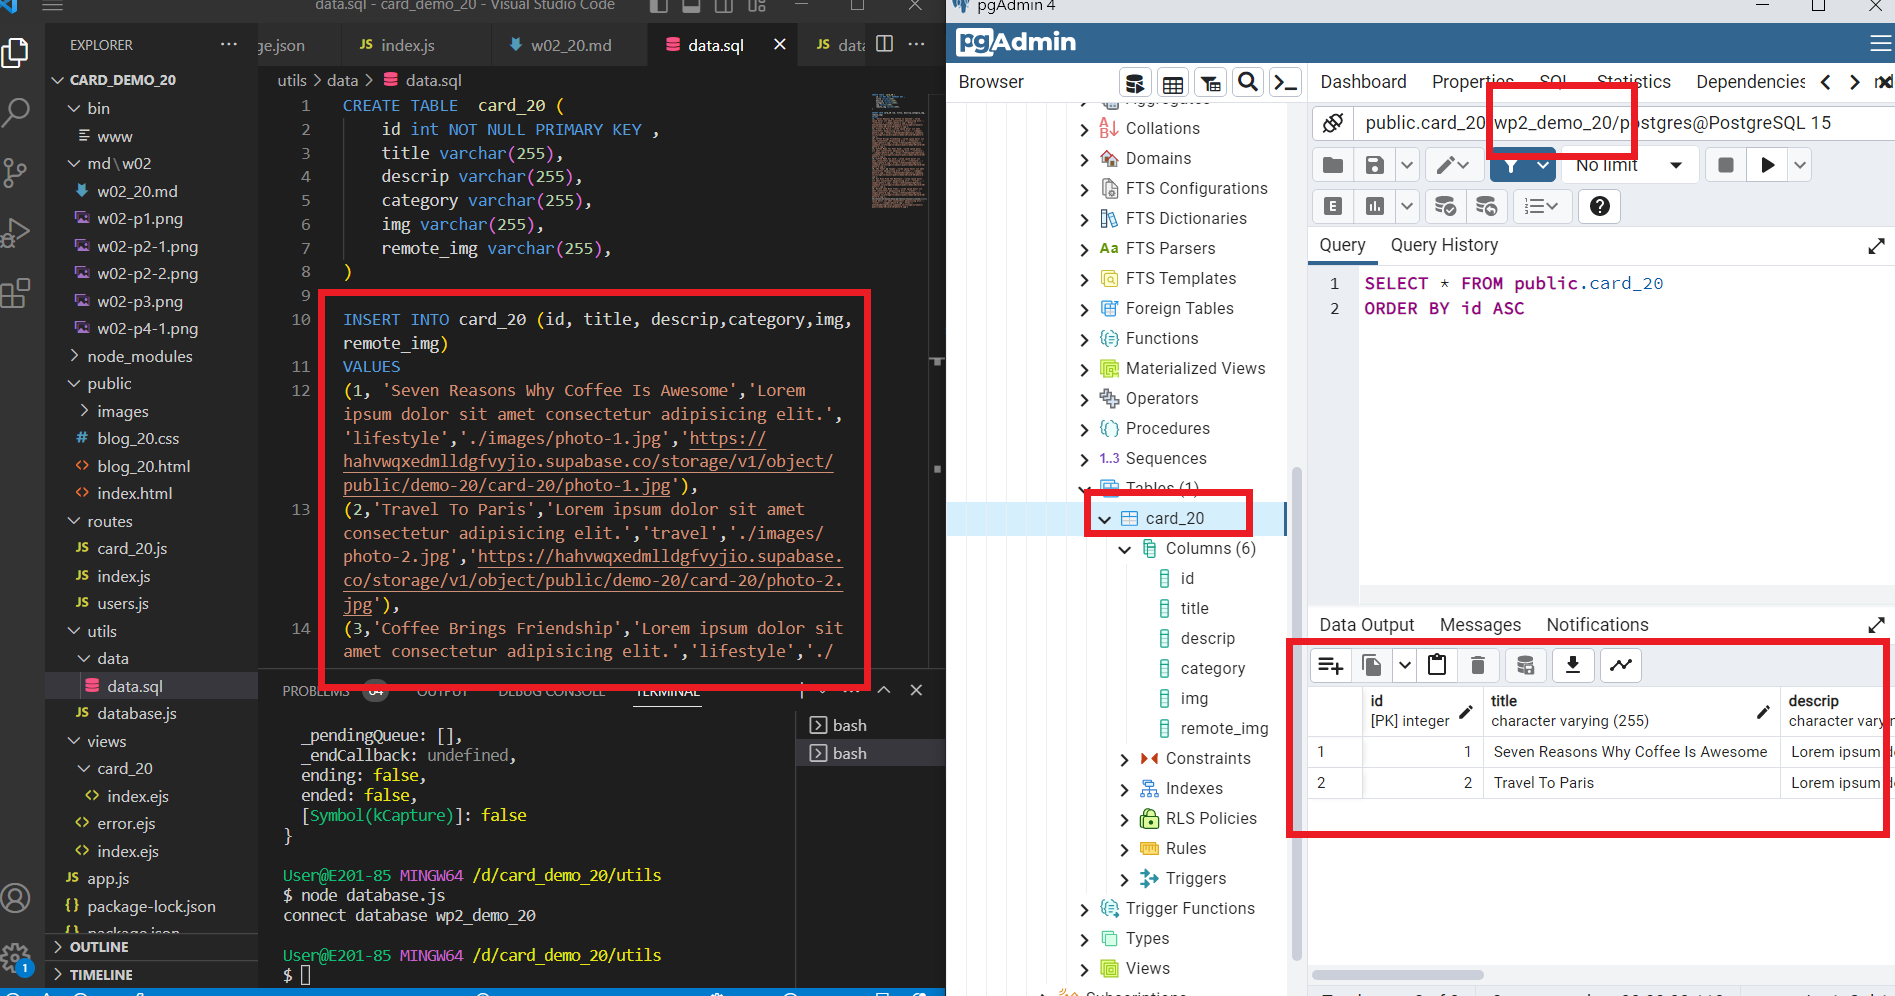 data.sql - card_demo_20 - Visual Studio Code
EXPLORER
CARD_DEMO_20
bin
www
md\w02
w02_20.md
w02-p1.png
w02-p2-1.png
w02-p2-2.png
w02-p3.png
w02-p4-1.png
node_modules
public
images
blog_20.css
blog_20.html
index.html
routes
JS card_20.js
JS index.js
JS users.js
utils
data
data.sql
JS database.js
views
card_20
index.ejs
error.ejs
index.ejs
JS app.js
package-lock.json
package.json
OUTLINE
TIMELINE
1
ge.json
JS index.js
w02_20.md
data.sql
JS data
utils > data > data.sql
1 CREATE TABLE  card_20 (
2 id int NOT NULL PRIMARY KEY ,
3 title varchar(255),
4 descrip varchar(255),
5 category varchar(255),
6 img varchar(255),
7 remote_img varchar(255),
8 )
9
10 INSERT INTO card_20 (id, title, descrip,category,img,
remote_img)
11 VALUES
12 (1, 'Seven Reasons Why Coffee Is Awesome','Lorem
ipsum dolor sit amet consectetur adipisicing elit.',
'lifestyle','./images/photo-1.jpg','https://
hahvwqxedmlldgfvyjio.supabase.co/storage/v1/object/
public/demo-20/card-20/photo-1.jpg'),
13 (2,'Travel To Paris','Lorem ipsum dolor sit amet
consectetur adipisicing elit.','travel','./images/
photo-2.jpg','https://hahvwqxedmlldgfvyjio.supabase.
co/storage/v1/object/public/demo-20/card-20/photo-2.
jpg'),
14 (3,'Coffee Brings Friendship','Lorem ipsum dolor sit
amet consectetur adipisicing elit.','lifestyle','./
PROBLEMS 64 OUTPUT DEBUG CONSOLE TERMINAL
_pendingQueue: [],
_endCallback: undefined,
ending: false,
ended: false,
[Symbol(kCapture)]: false
}
User@E201-85 MINGW64 /d/card_demo_20/utils
$ node database.js
connect database wp2_demo_20
User@E201-85 MINGW64 /d/card_demo_20/utils
$
bash
bash
pgAdmin 4
pgAdmin
Browser
Aggregates
Collations
Domains
FTS Configurations
FTS Dictionaries
Aa FTS Parsers
FTS Templates
Foreign Tables
Functions
Materialized Views
Operators
Procedures
1..3 Sequences
Tables (1)
card_20
Columns (6)
id
title
descrip
category
img
remote_img
Constraints
Indexes
RLS Policies
Rules
Triggers
Trigger Functions
Types
Views
Subscriptions
Dashboard Properties SQL Statistics Dependencies
public.card_20/wp2_demo_20/postgres@PostgreSQL 15
No limit
E
Query Query History
1 SELECT * FROM public.card_20
2 ORDER BY id ASC
Data Output Messages Notifications
id
[PK] integer
title
character varying (255)
descrip
character varyin
1 1 Seven Reasons Why Coffee Is Awesome Lorem ipsum
2 2 Travel To Paris Lorem ipsum